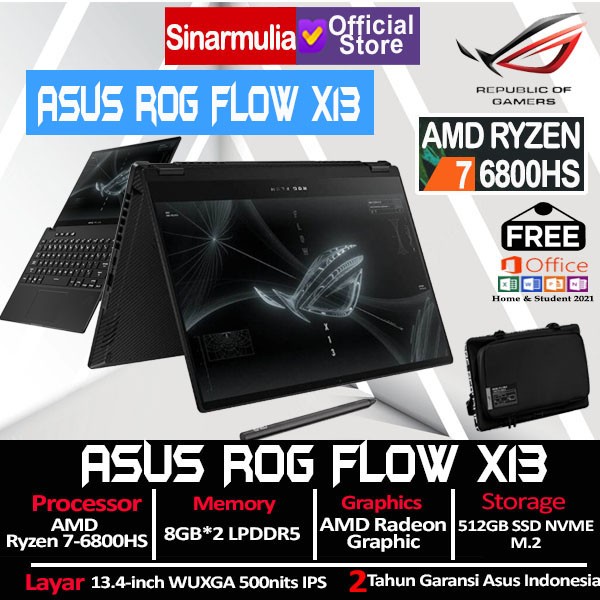 Sinarmulia
Official
Store
REPUBLIC OF
GAMERS
ASUS ROG FLOW X13
AMD RYZEN
7 6800HS
FREE
Office
Home & Student 2021
FLOW
X13
ASUS ROG FLOW X13
Processor
AMD
Ryzen 7-6800HS
Memory
8GB*2 LPDDR5
Graphics
AMD Radeon
Graphic
Storage
512GB SSD NVME
M.2
Layar 13.4-inch WUXGA 500nits IPS
2 Tahun Garansi Asus Indonesia